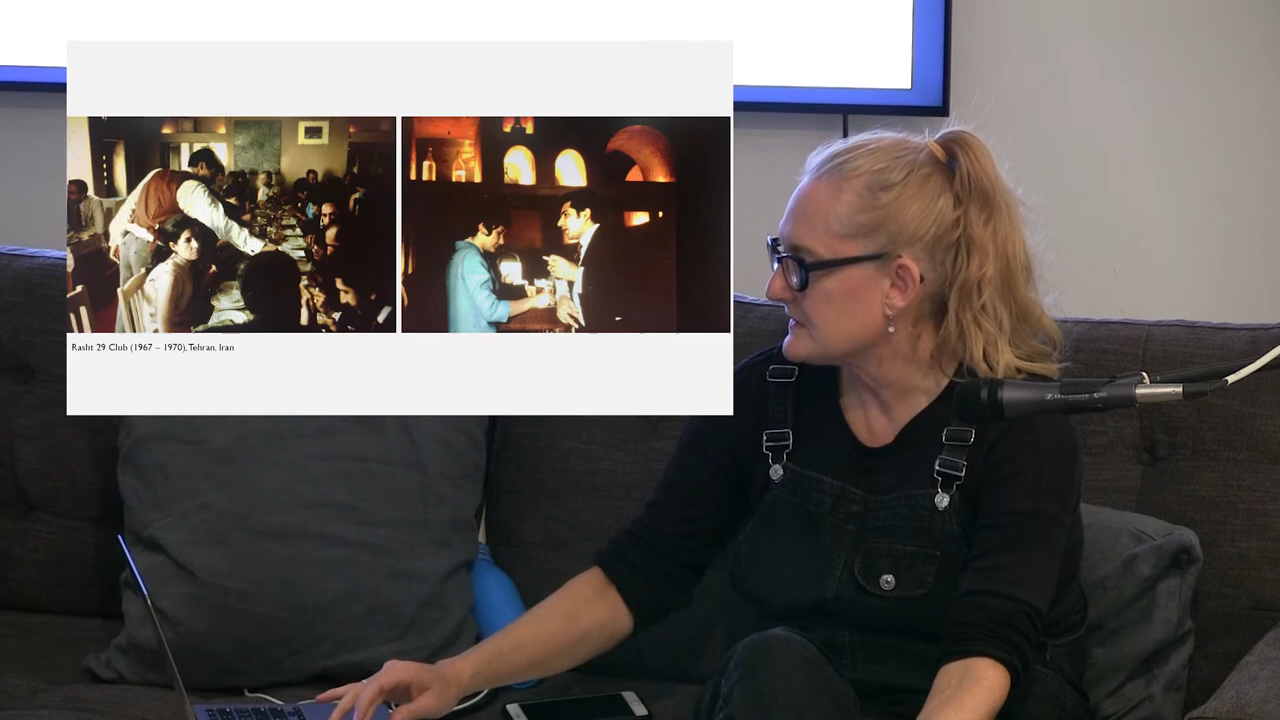 Rasht 29 Club (1967 – 1970), Tehran, Iran